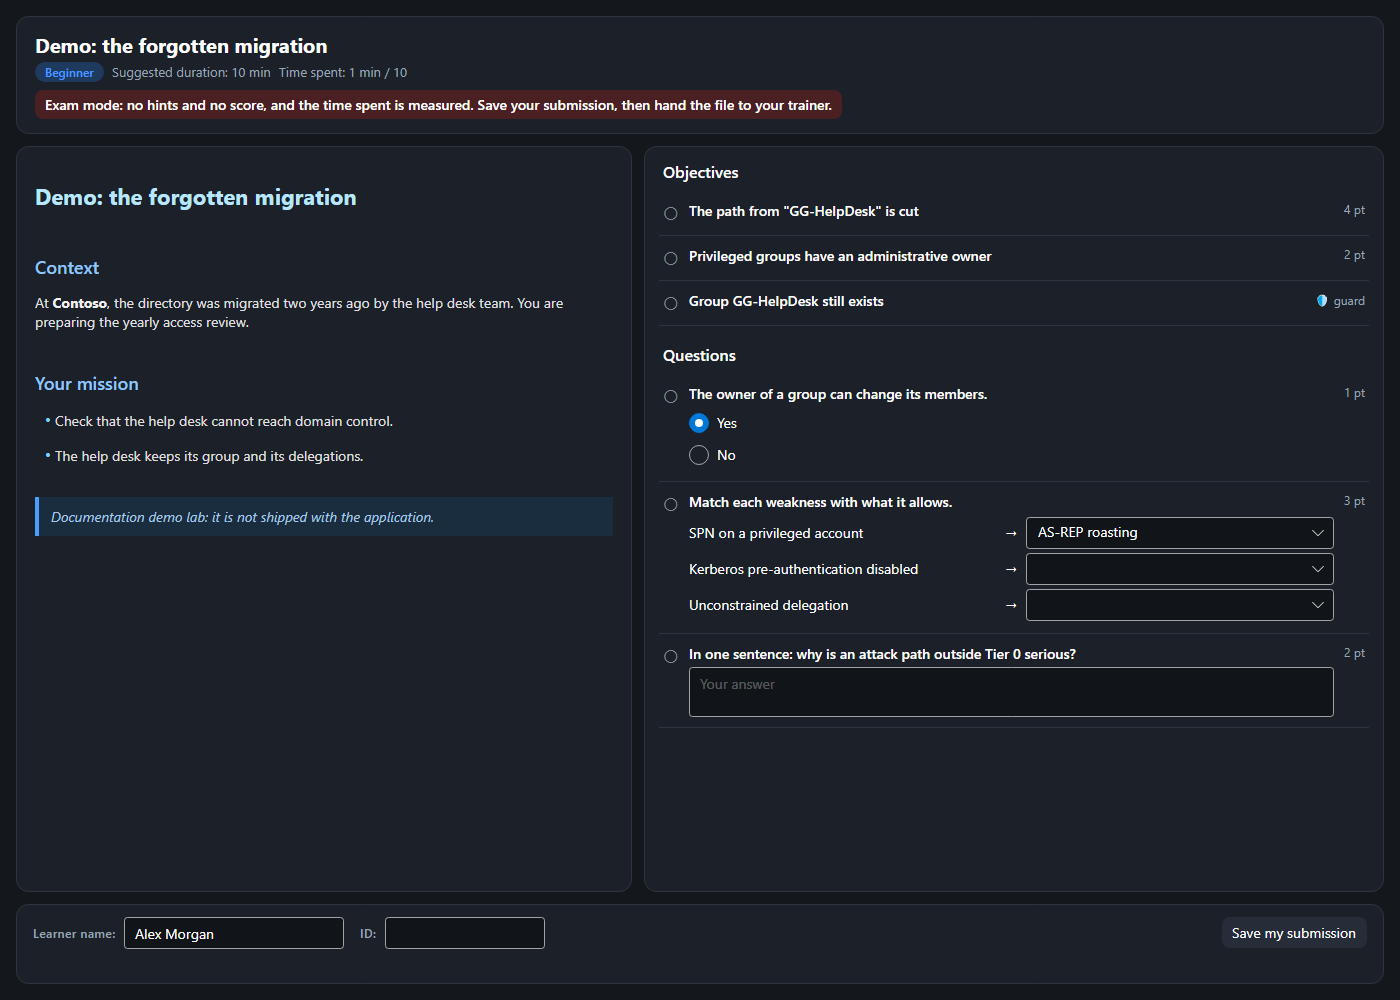 Demo: the forgotten migration
Beginner Suggested duration: 10 min Time spent: 1 min / 10
Exam mode: no hints and no score, and the time spent is measured. Save your submission, then hand the file to your trainer.
Demo: the forgotten migration
Context
At Contoso, the directory was migrated two years ago by the help desk team. You are
preparing the yearly access review.
Your mission
• Check that the help desk cannot reach domain control.
• The help desk keeps its group and its delegations.
Documentation demo lab: it is not shipped with the application.
Objectives
The path from "GG-HelpDesk" is cut 4 pt
Privileged groups have an administrative owner 2 pt
Group GG-HelpDesk still exists guard
Questions
The owner of a group can change its members. 1 pt
Yes
No
Match each weakness with what it allows. 3 pt
SPN on a privileged account → AS-REP roasting
Kerberos pre-authentication disabled →
Unconstrained delegation →
In one sentence: why is an attack path outside Tier 0 serious? 2 pt
Your answer
Learner name: Alex Morgan ID: Save my submission